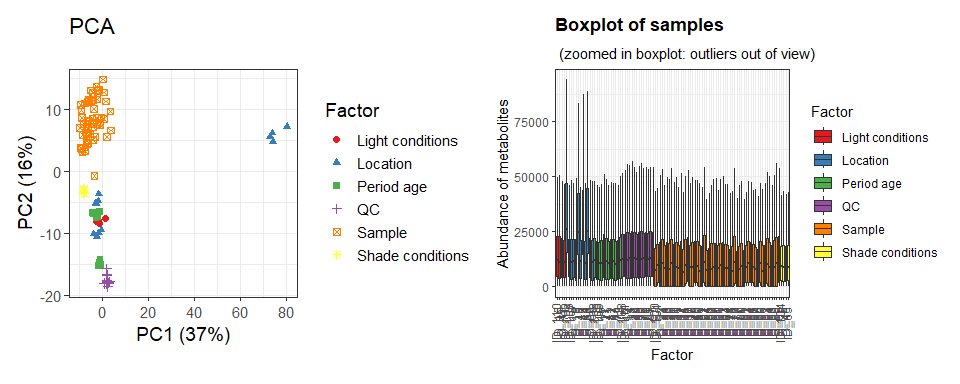 PCA
10
0
-10
-20
0
20
40
60
80
PC2 (16%)
PC1 (37%)
Factor
Light conditions
Location
Period age
QC
Sample
Shade conditions
Boxplot of samples
(zoomed in boxplot: outliers out of view)
75000
50000
25000
0
Abundance of metabolites
Factor
Factor
Light conditions
Location
Period age
QC
Sample
Shade conditions